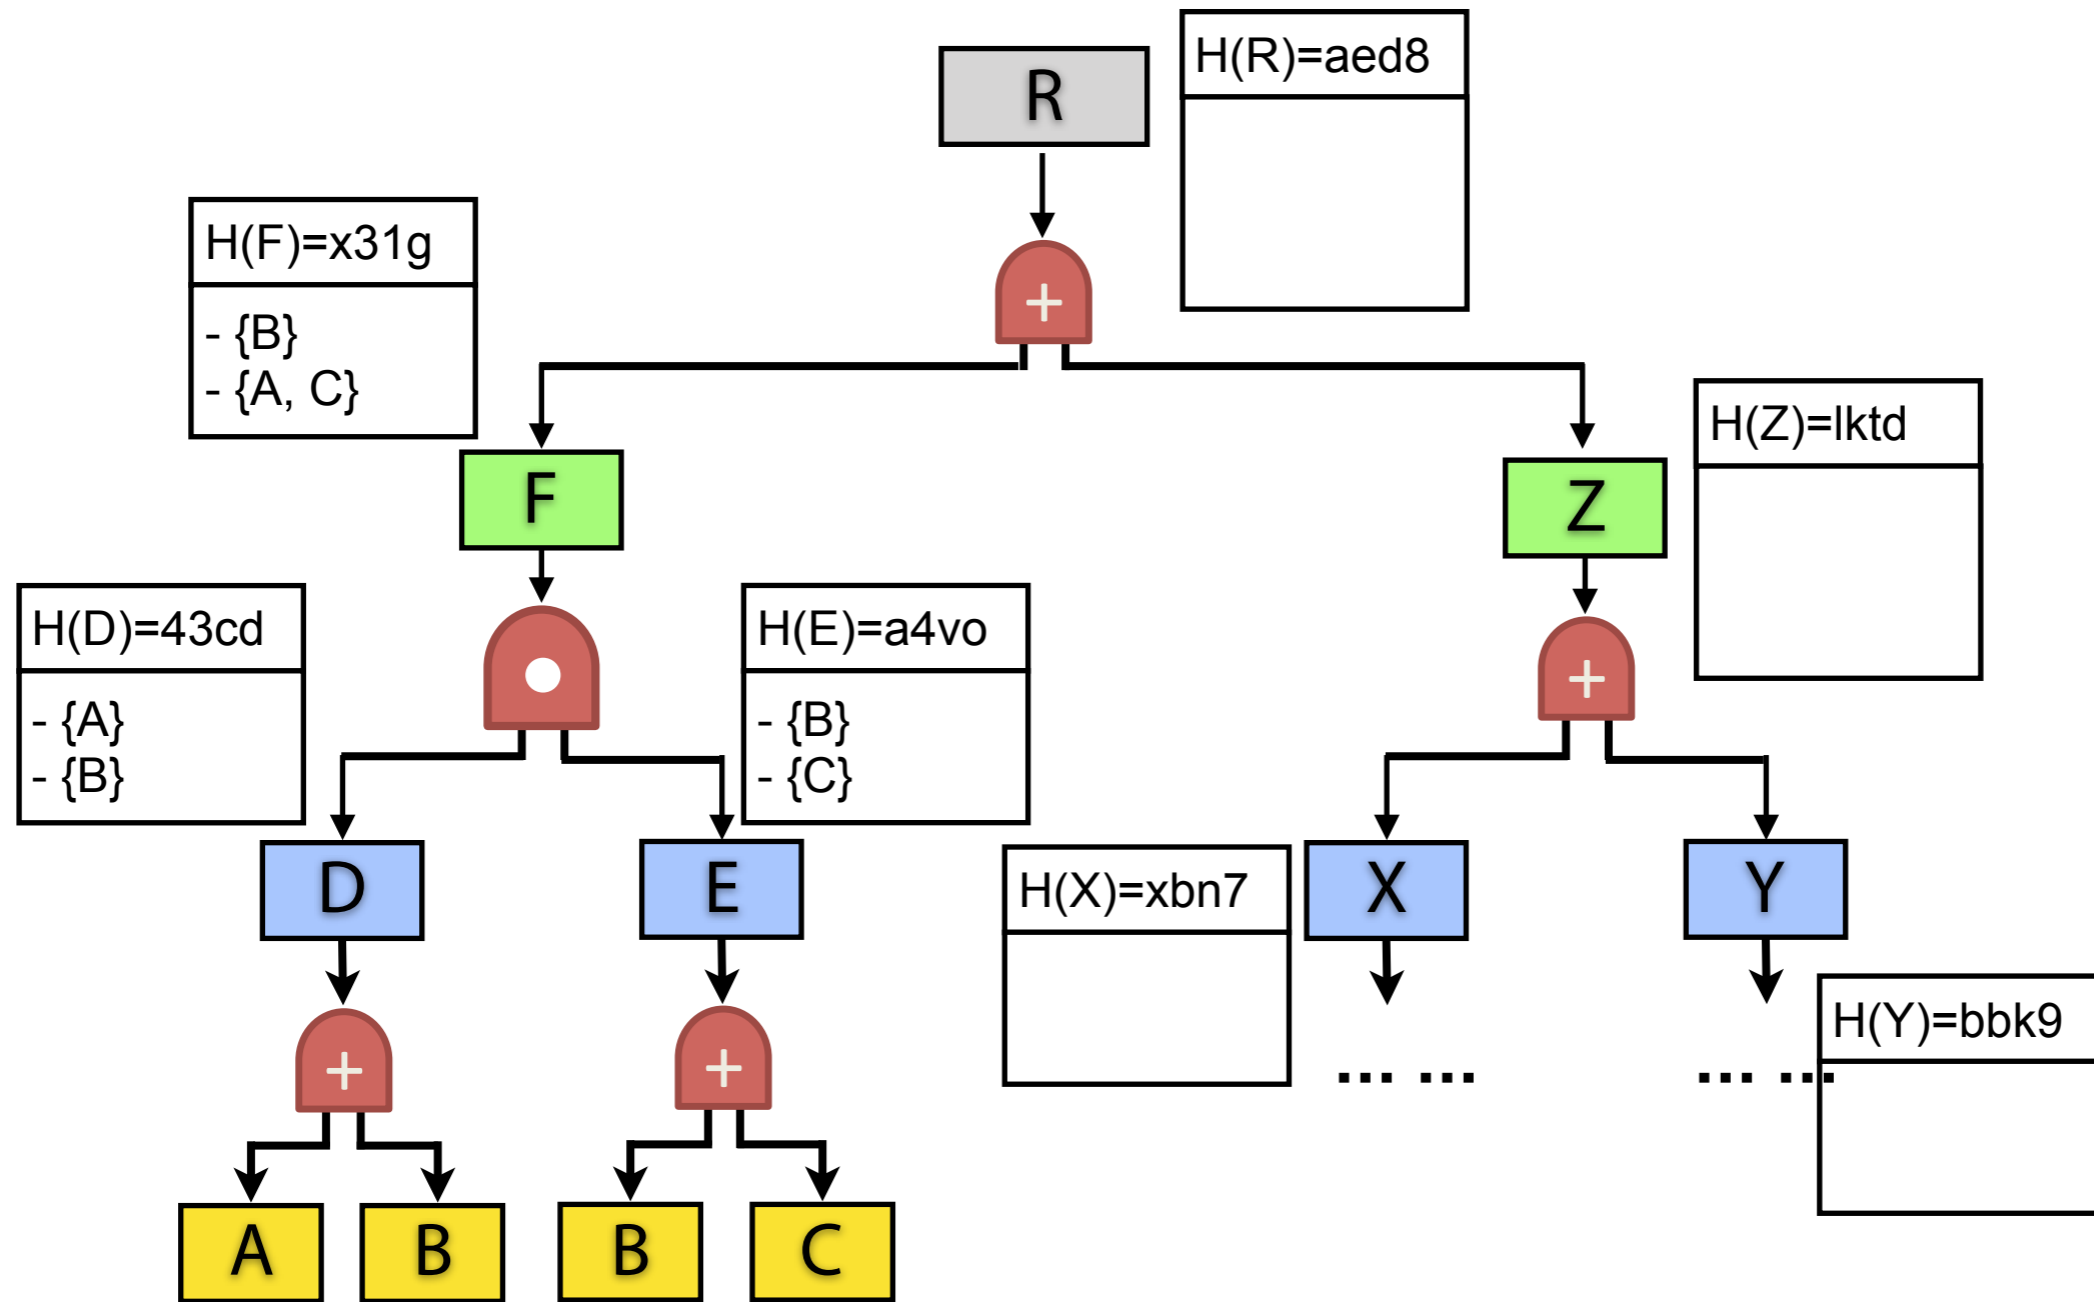 R
H(R)=aed8
+
H(F)=x31g
- {B}
- {A, C}
F
H(Z)=lktd
Z
+
H(D)=43cd
- {A}
- {B}
H(E)=a4vo
- {B}
- {C}
D
E
H(X)=xbn7
X
Y
H(Y)=bbk9
+
+
... ...
... ...
A
B
B
C